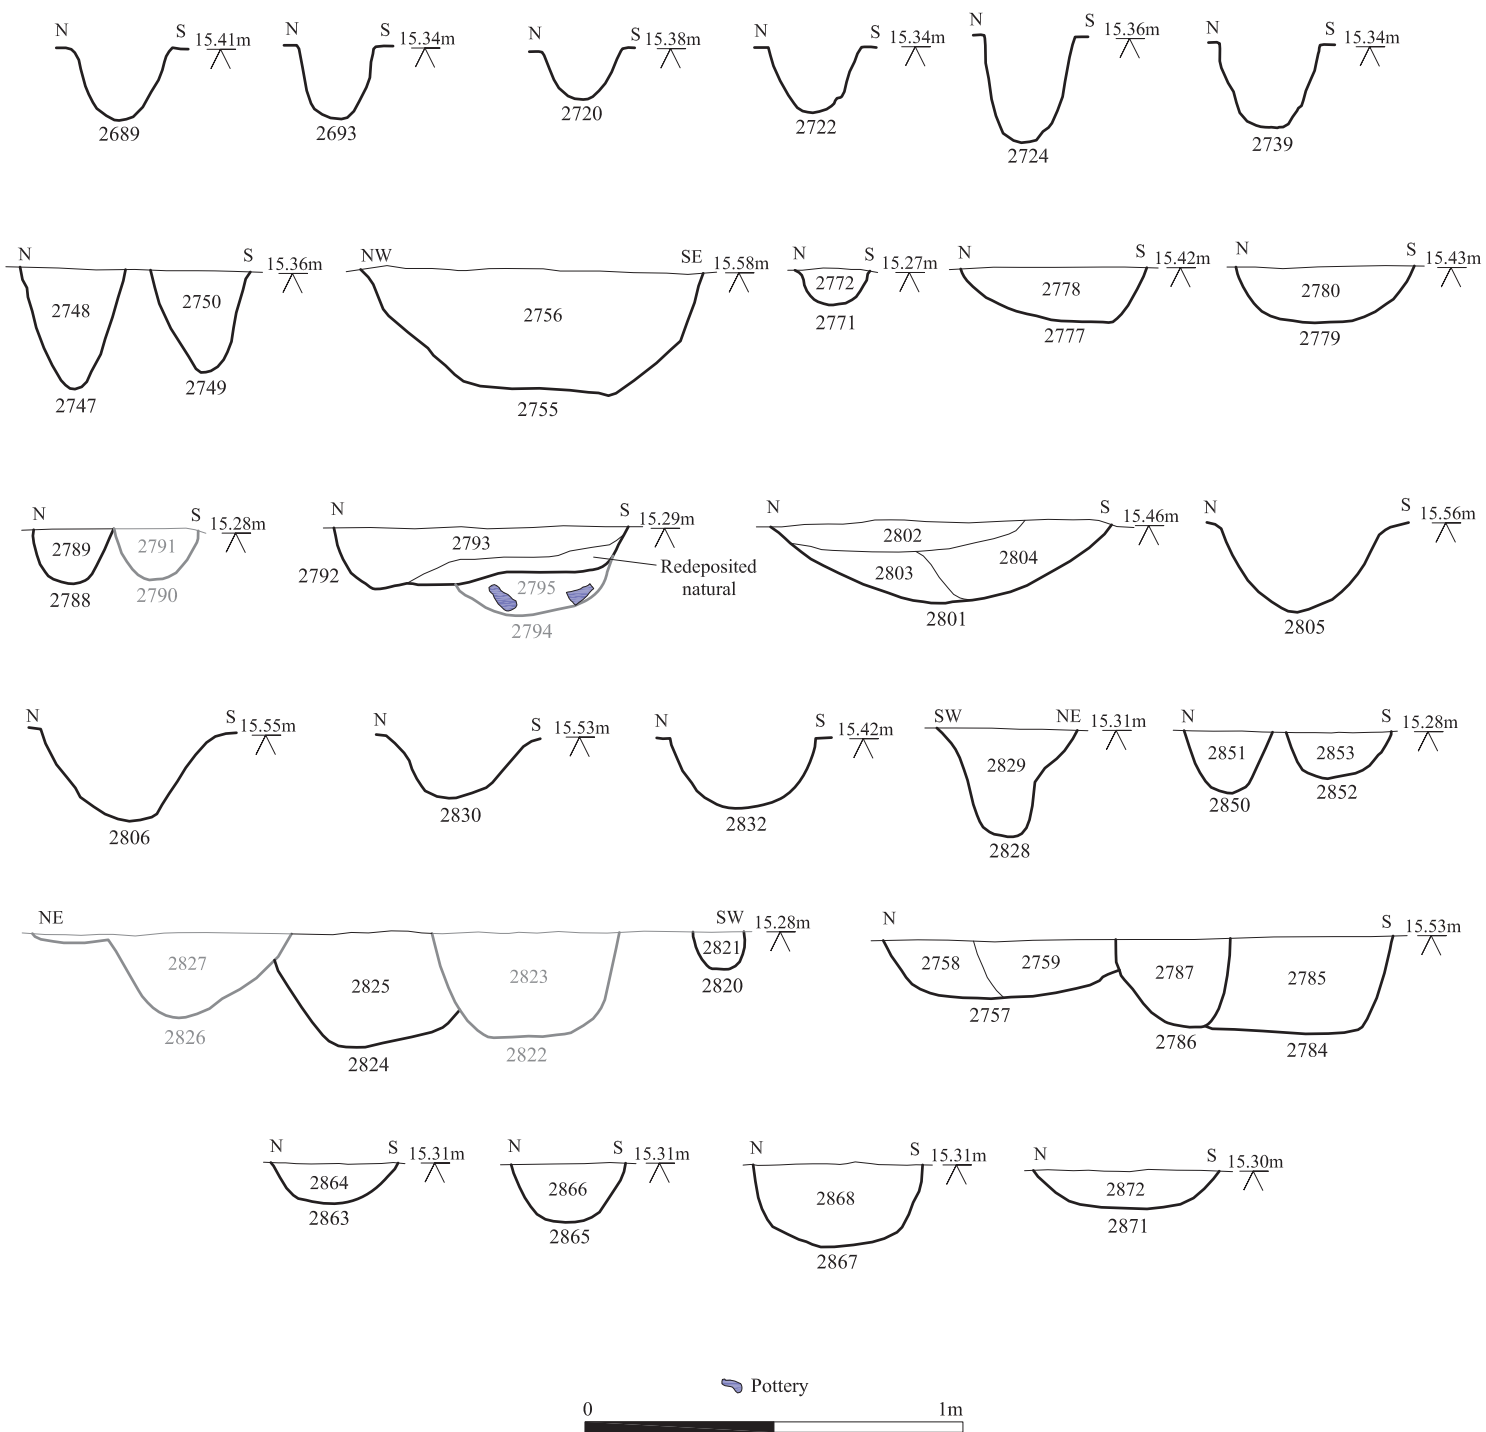 N S 15.41m N S 15.34m N S 15.38m N S 15.34m N S 15.36m N S 15.34m
2689 2693 2720 2722 2724 2739
N S 15.36m NW SE 15.58m N S 15.27m N S 15.42m N S 15.43m
2748 2750 2756 2772 2778 2780
2747 2749 2755 2771 2777 2779
N S 15.28m N S 15.29m N S 15.46m N S 15.56m
2789 2791 2793 2802 2803 2804
2792 2795 Redeposited
natural
2788 2790 2794 2801 2805
N S 15.55m N S 15.53m N S 15.42m SW NE 15.31m N S 15.28m
2829 2851 2853
2806 2830 2832 2828 2850 2852
NE SW 15.28m N S 15.53m
2827 2825 2823 2821 2758 2759 2787 2785
2826 2824 2822 2820 2757 2786 2784
N S 15.31m N S 15.31m N S 15.31m N S 15.30m
2864 2866 2868 2872
2863 2865 2867 2871
Pottery
0 1m